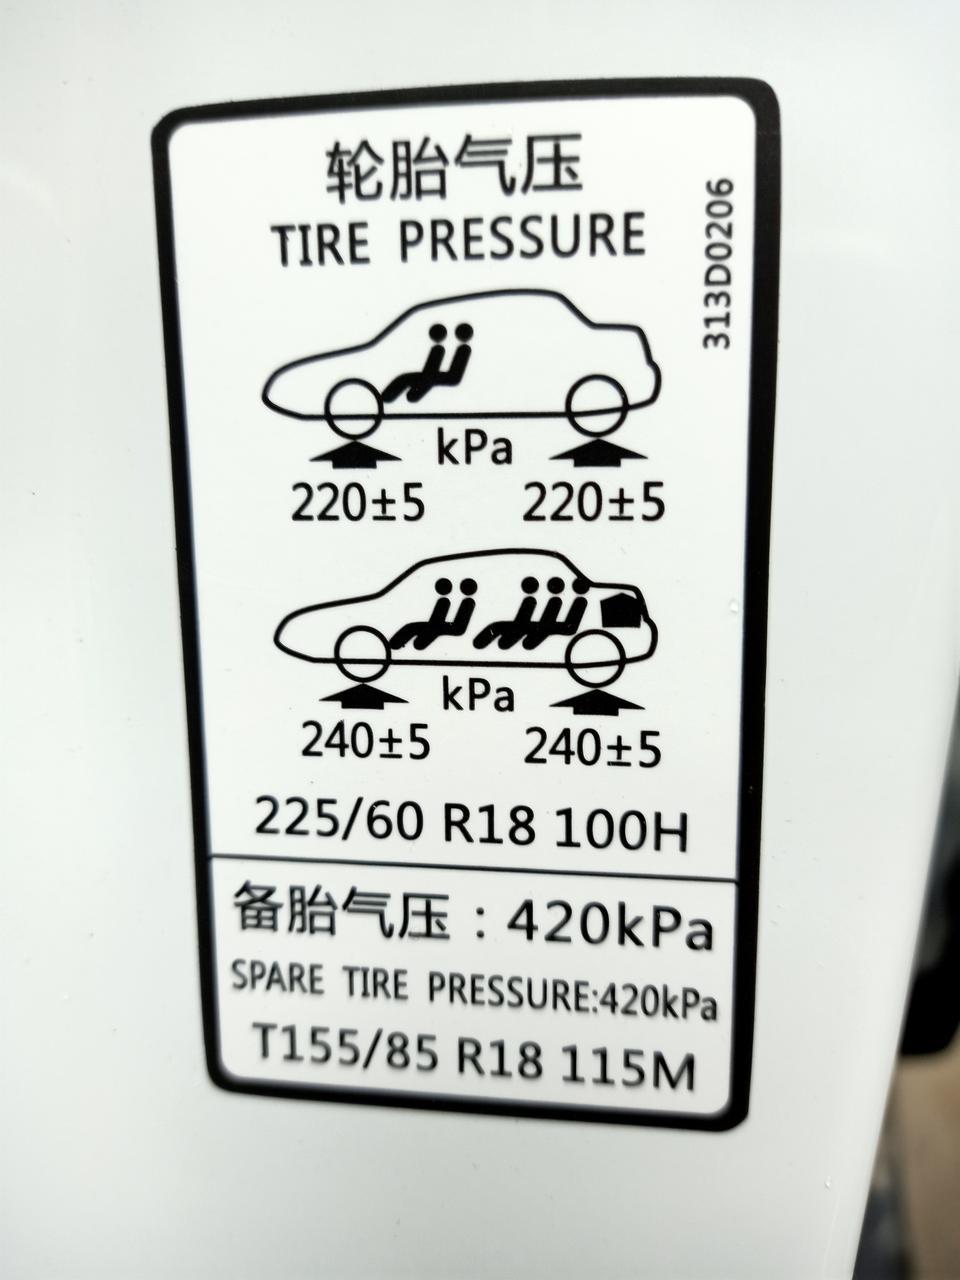 轮胎气压
TIRE PRESSURE
313D0206
kPa
220±5 220±5
kPa
240±5 240±5
225/60 R18 100H
备胎气压：420kPa
SPARE TIRE PRESSURE:420kPa
T155/85 R18 115M